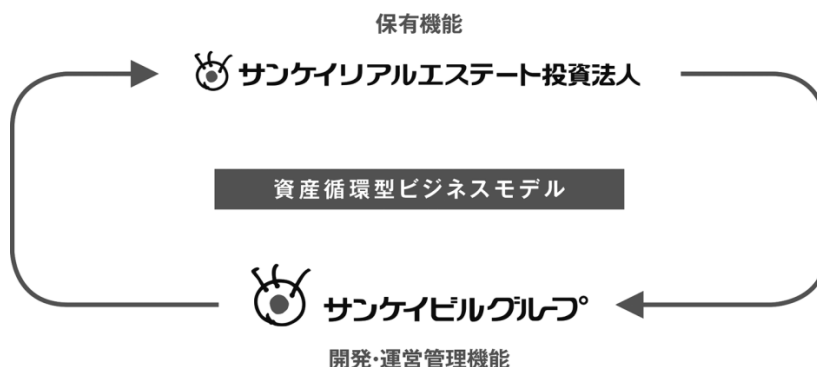 保有機能
サンケイリアルエステート投資法人
資産循環型ビジネスモデル
サンケイビルグループ
開発・運営管理機能